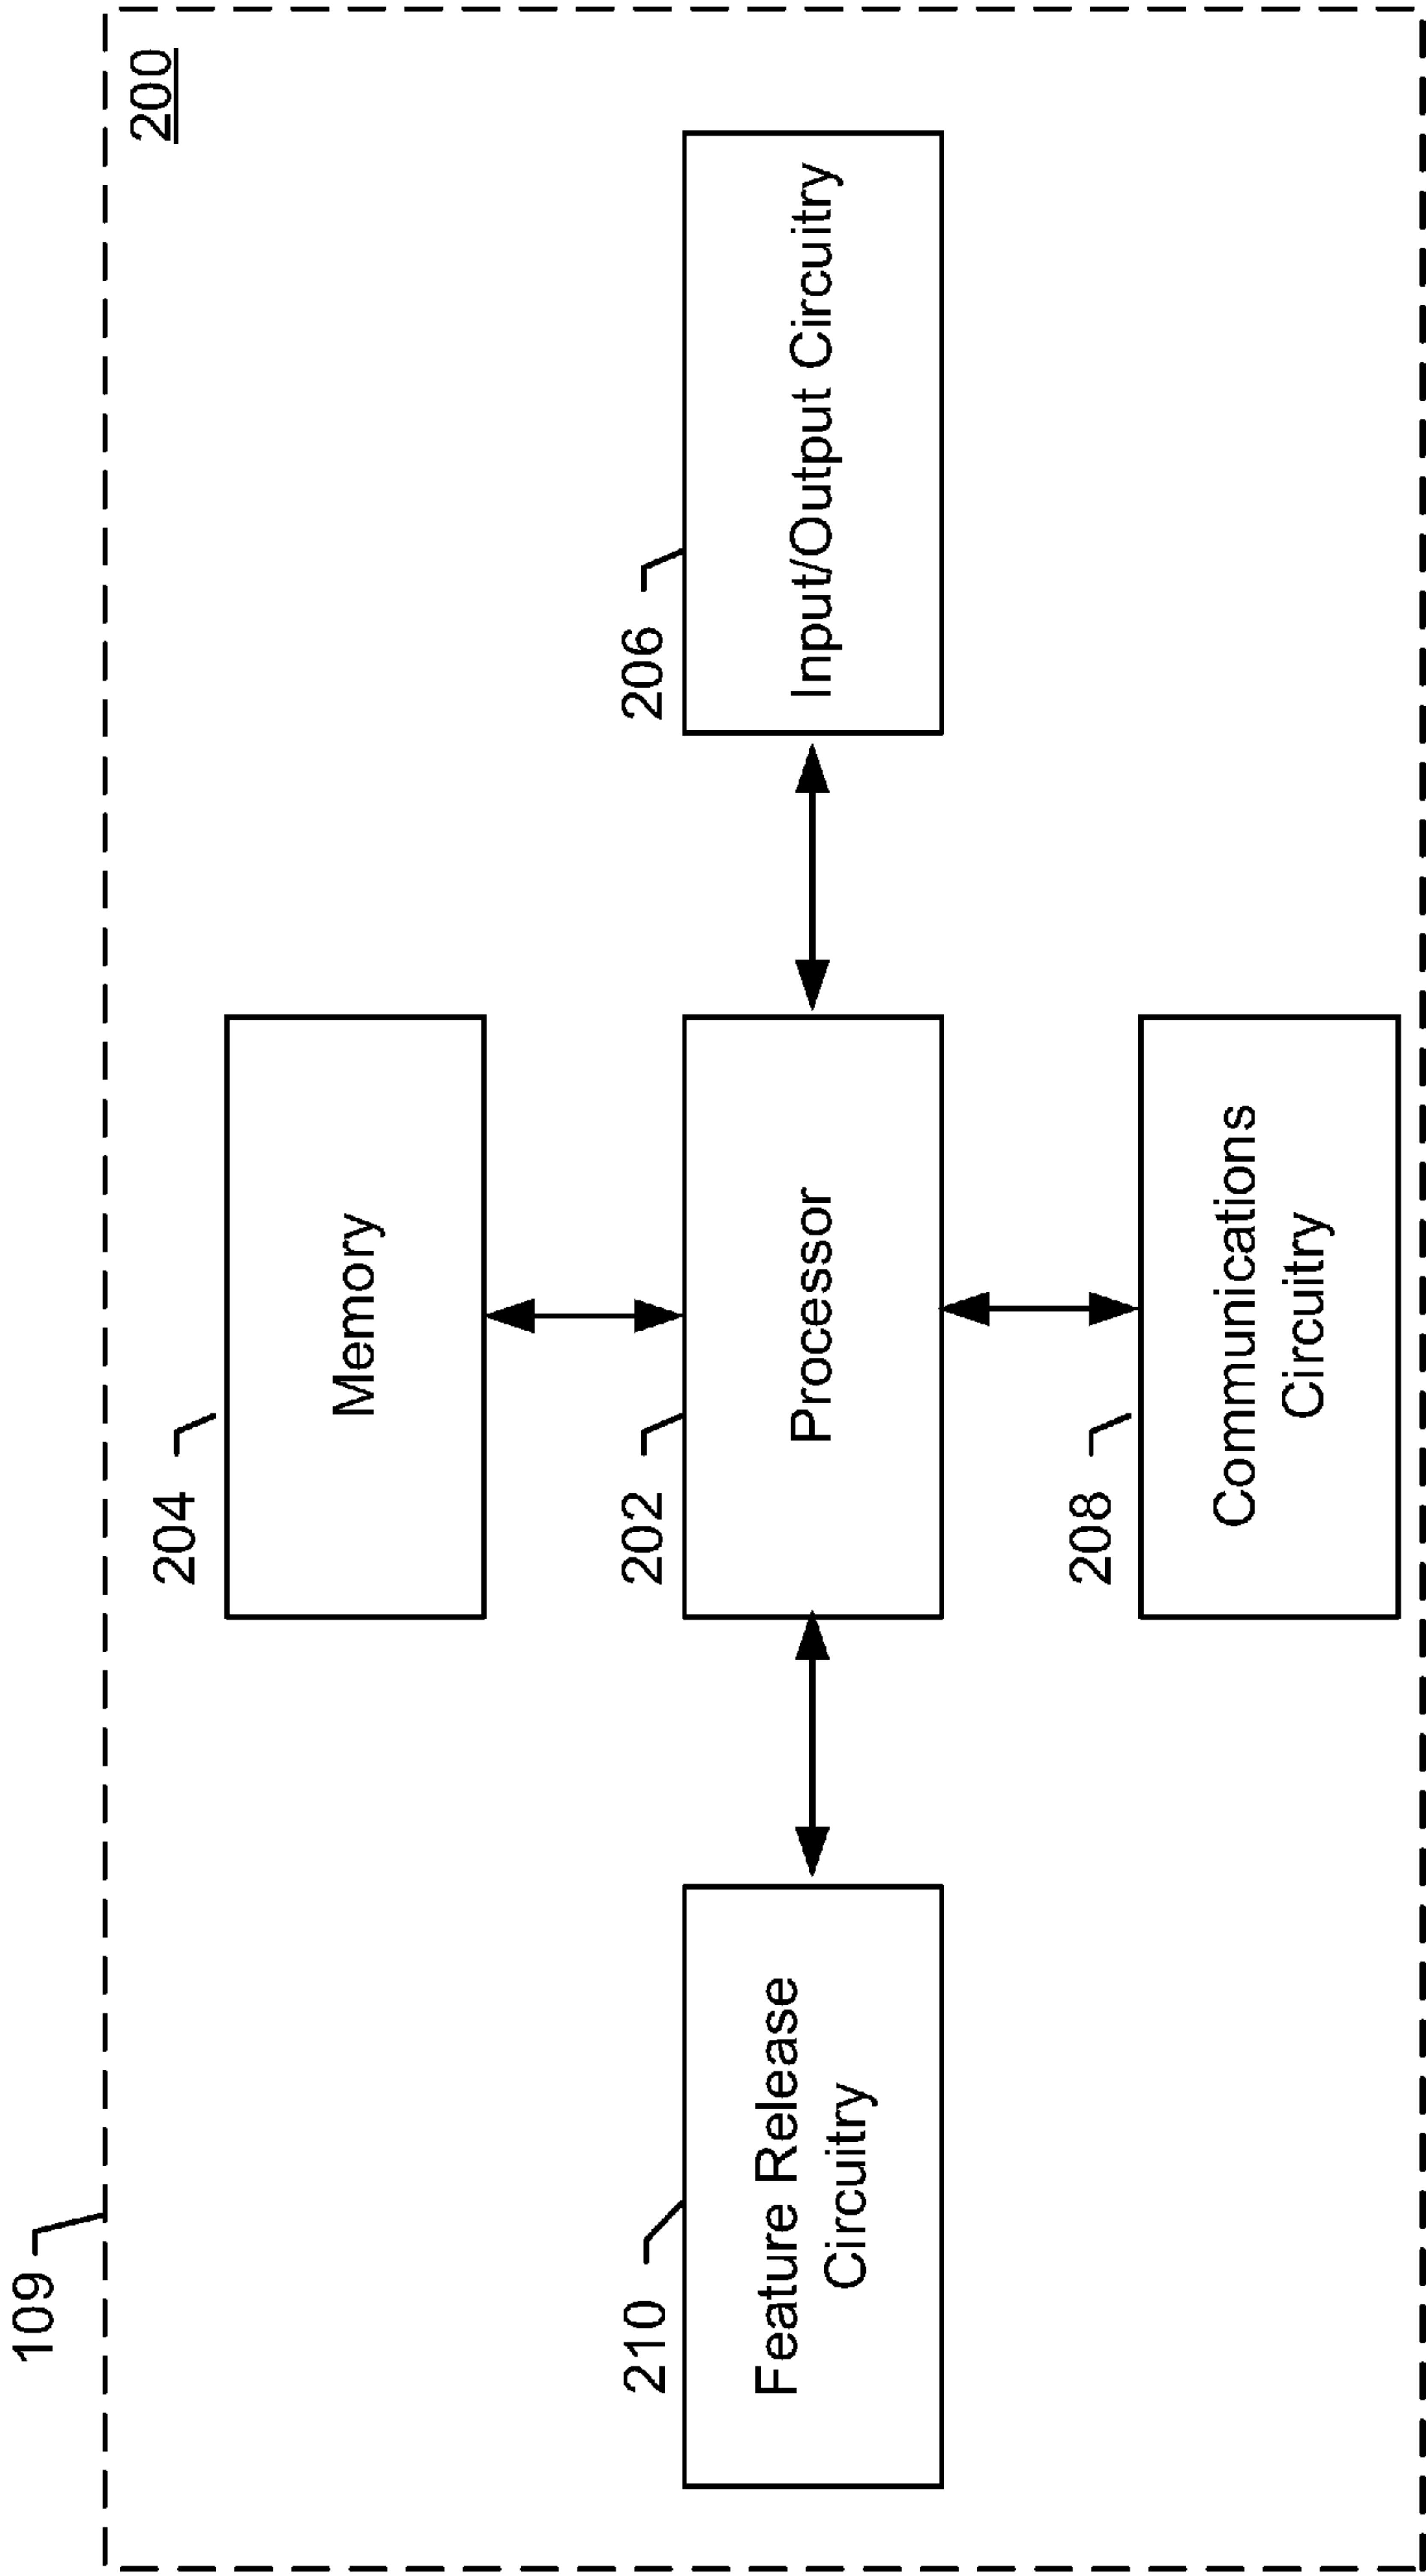 109
200
204
Memory
210
Feature Release
Circuitry
202
Processor
206
Input/Output Circuitry
208
Communications
Circuitry